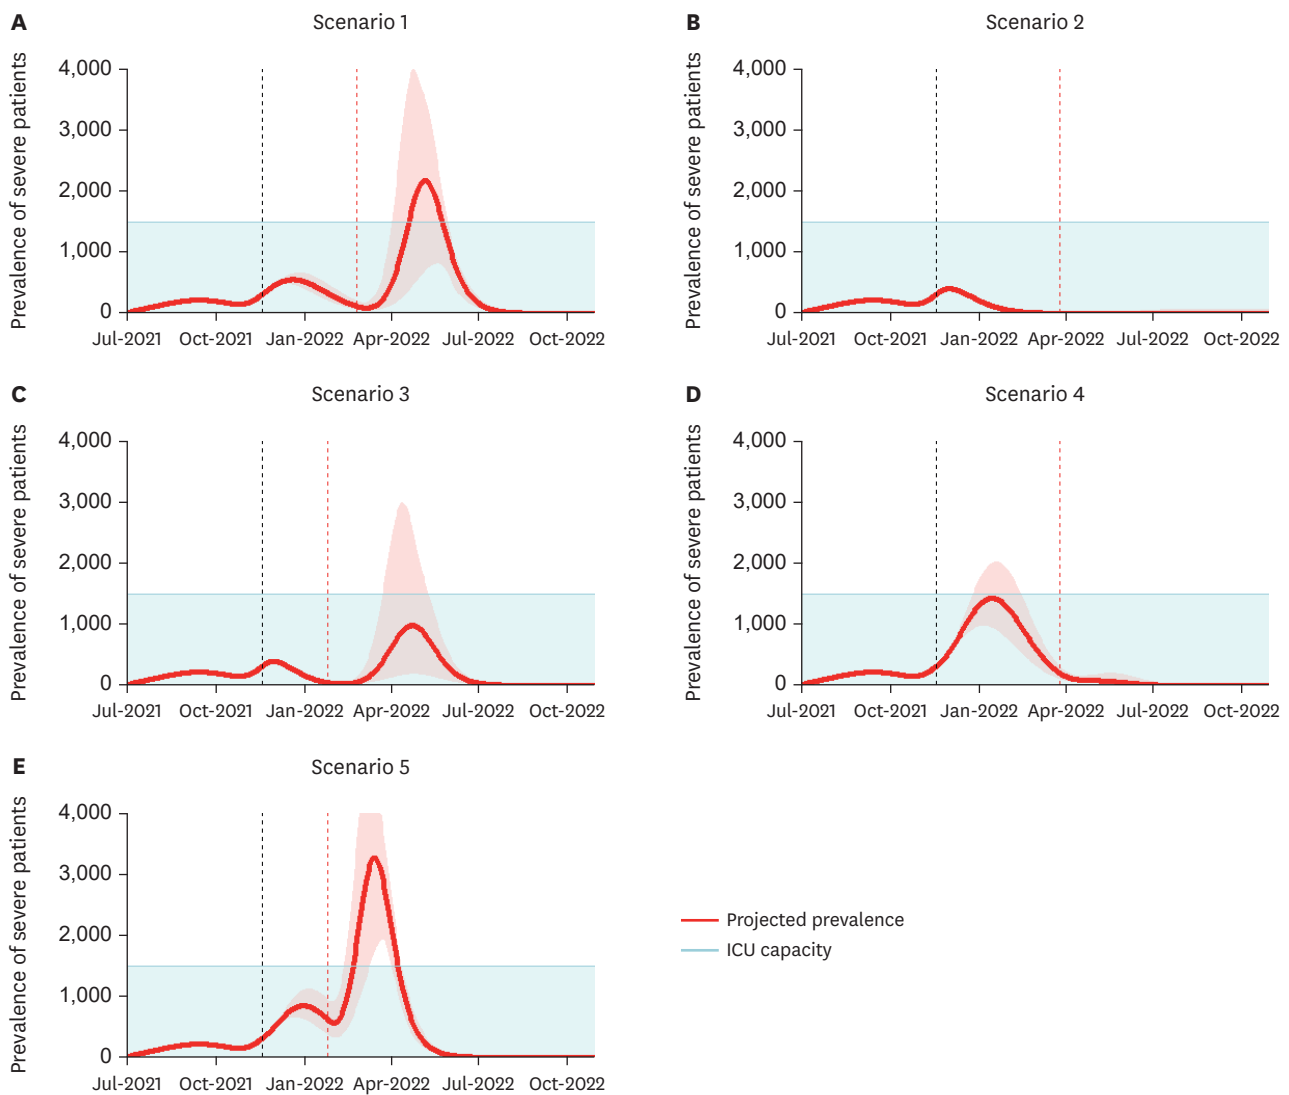 A
Scenario 1
Prevalence of severe patients
4,000
3,000
2,000
1,000
0
Jul-2021 Oct-2021 Jan-2022 Apr-2022 Jul-2022 Oct-2022
B
Scenario 2
Prevalence of severe patients
4,000
3,000
2,000
1,000
0
Jul-2021 Oct-2021 Jan-2022 Apr-2022 Jul-2022 Oct-2022
C
Scenario 3
Prevalence of severe patients
4,000
3,000
2,000
1,000
0
Jul-2021 Oct-2021 Jan-2022 Apr-2022 Jul-2022 Oct-2022
D
Scenario 4
Prevalence of severe patients
4,000
3,000
2,000
1,000
0
Jul-2021 Oct-2021 Jan-2022 Apr-2022 Jul-2022 Oct-2022
E
Scenario 5
Prevalence of severe patients
4,000
3,000
2,000
1,000
0
Jul-2021 Oct-2021 Jan-2022 Apr-2022 Jul-2022 Oct-2022
Projected prevalence
ICU capacity